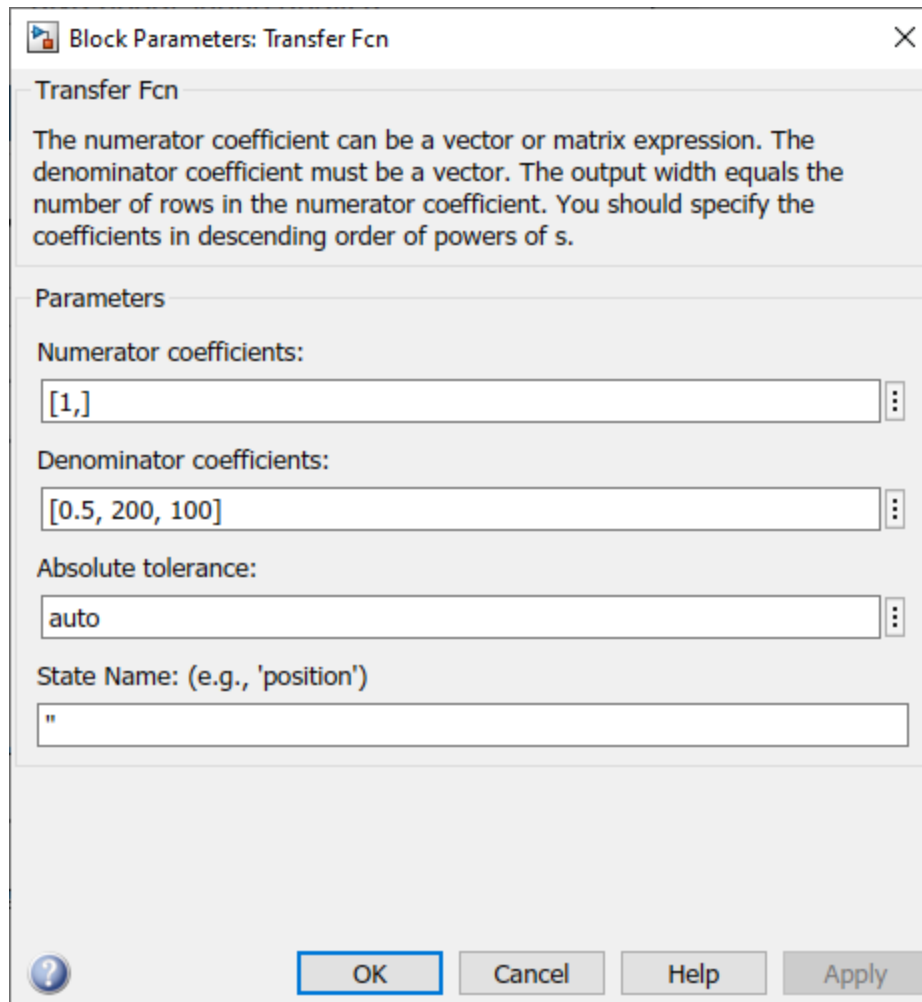 Block Parameters: Transfer Fcn
Transfer Fcn
The numerator coefficient can be a vector or matrix expression. The
denominator coefficient must be a vector. The output width equals the
number of rows in the numerator coefficient. You should specify the
coefficients in descending order of powers of s.
Parameters
Numerator coefficients:
[1,]
Denominator coefficients:
[0.5, 200, 100]
Absolute tolerance:
auto
State Name: (e.g., 'position')
''
OK Cancel Help Apply